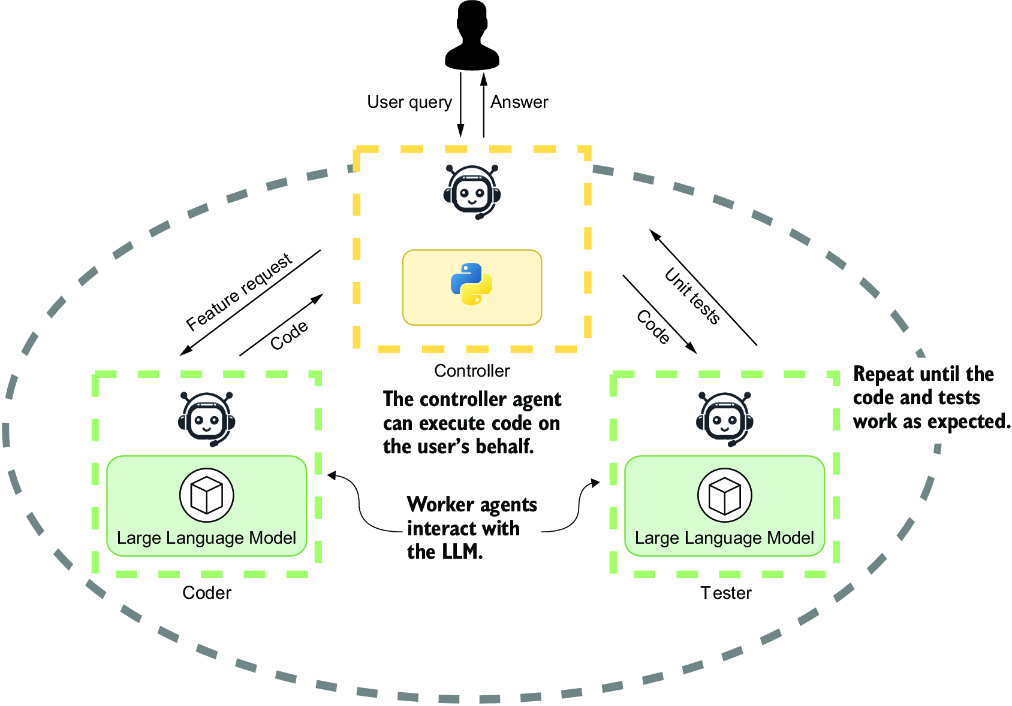 User query
Answer
Feature request
Code
Unit tests
Code
Controller
The controller agent
can execute code on
the user’s behalf.
Repeat until the
code and tests
work as expected.
Worker agents
interact with
the LLM.
Large Language Model
Coder
Large Language Model
Tester